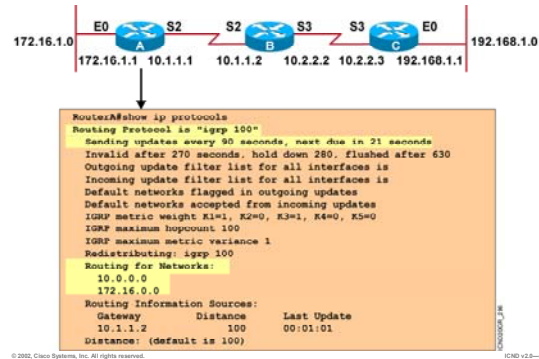 E0 S2 S2 S3 S3 E0
172.16.1.0 A B C 192.168.1.0
172.16.1.1 10.1.1.1 10.1.1.2 10.2.2.2 10.2.2.3 192.168.1.1
RouterA#show ip protocols
Routing Protocol is "igrp 100"
Sending updates every 90 seconds, next due in 21 seconds
Invalid after 270 seconds, hold down 280, flushed after 630
Outgoing update filter list for all interfaces is
Incoming update filter list for all interfaces is
Default networks flagged in outgoing updates
Default networks accepted from incoming updates
IGRP metric weight K1=1, K2=0, K3=1, K4=0, K5=0
IGRP maximum hopcount 100
IGRP maximum metric variance 1
Redistributing: igrp 100
Routing for Networks:
10.0.0.0
172.16.0.0
Routing Information Sources:
Gateway Distance Last Update
10.1.1.2 100 00:01:01
Distance: (default is 100)
© 2002, Cisco Systems, Inc. All rights reserved. ICND v2.0—